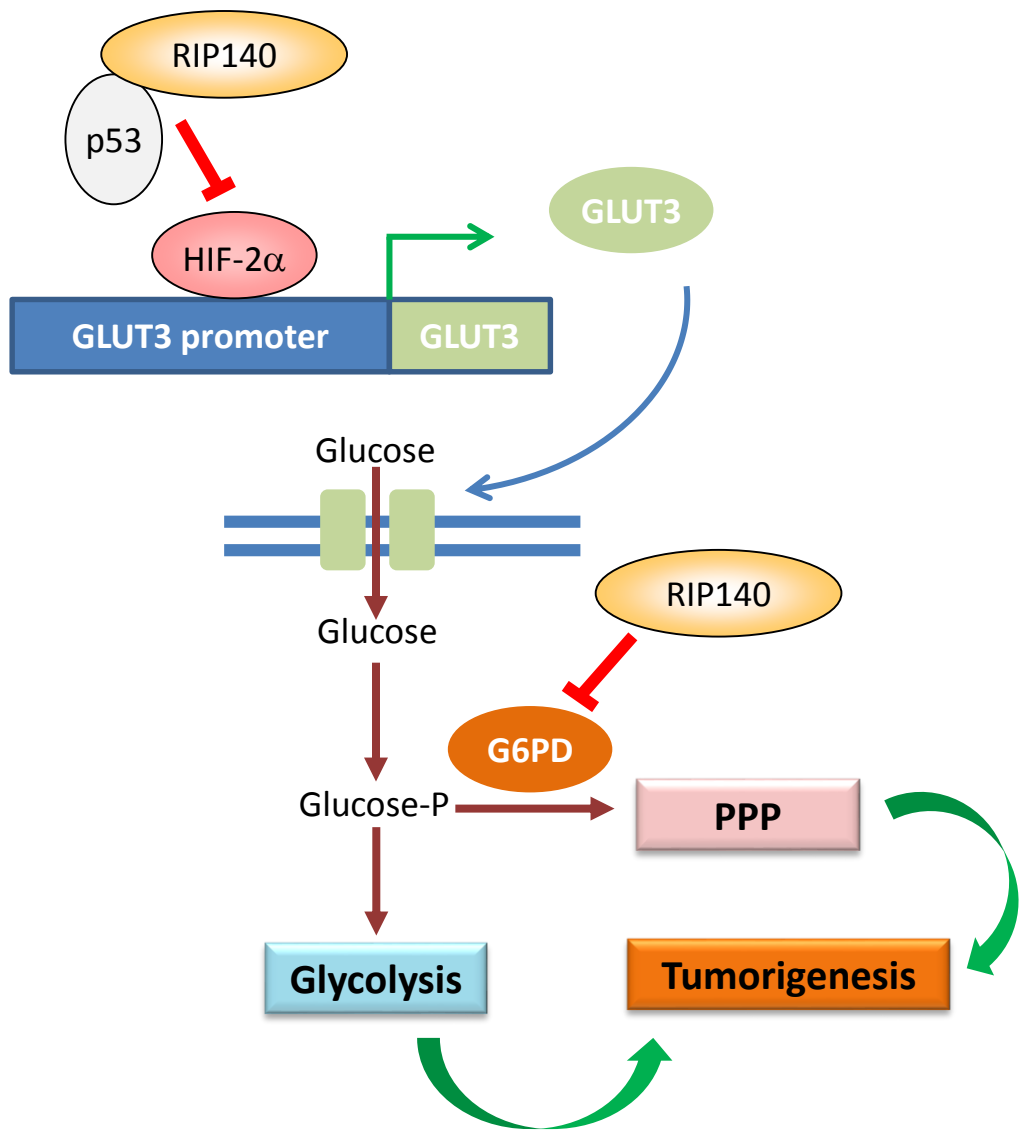 RIP140
p53
GLUT3
HIF-2α
GLUT3 promoter
GLUT3
Glucose
RIP140
Glucose
G6PD
Glucose-P
PPP
Glycolysis
Tumorigenesis